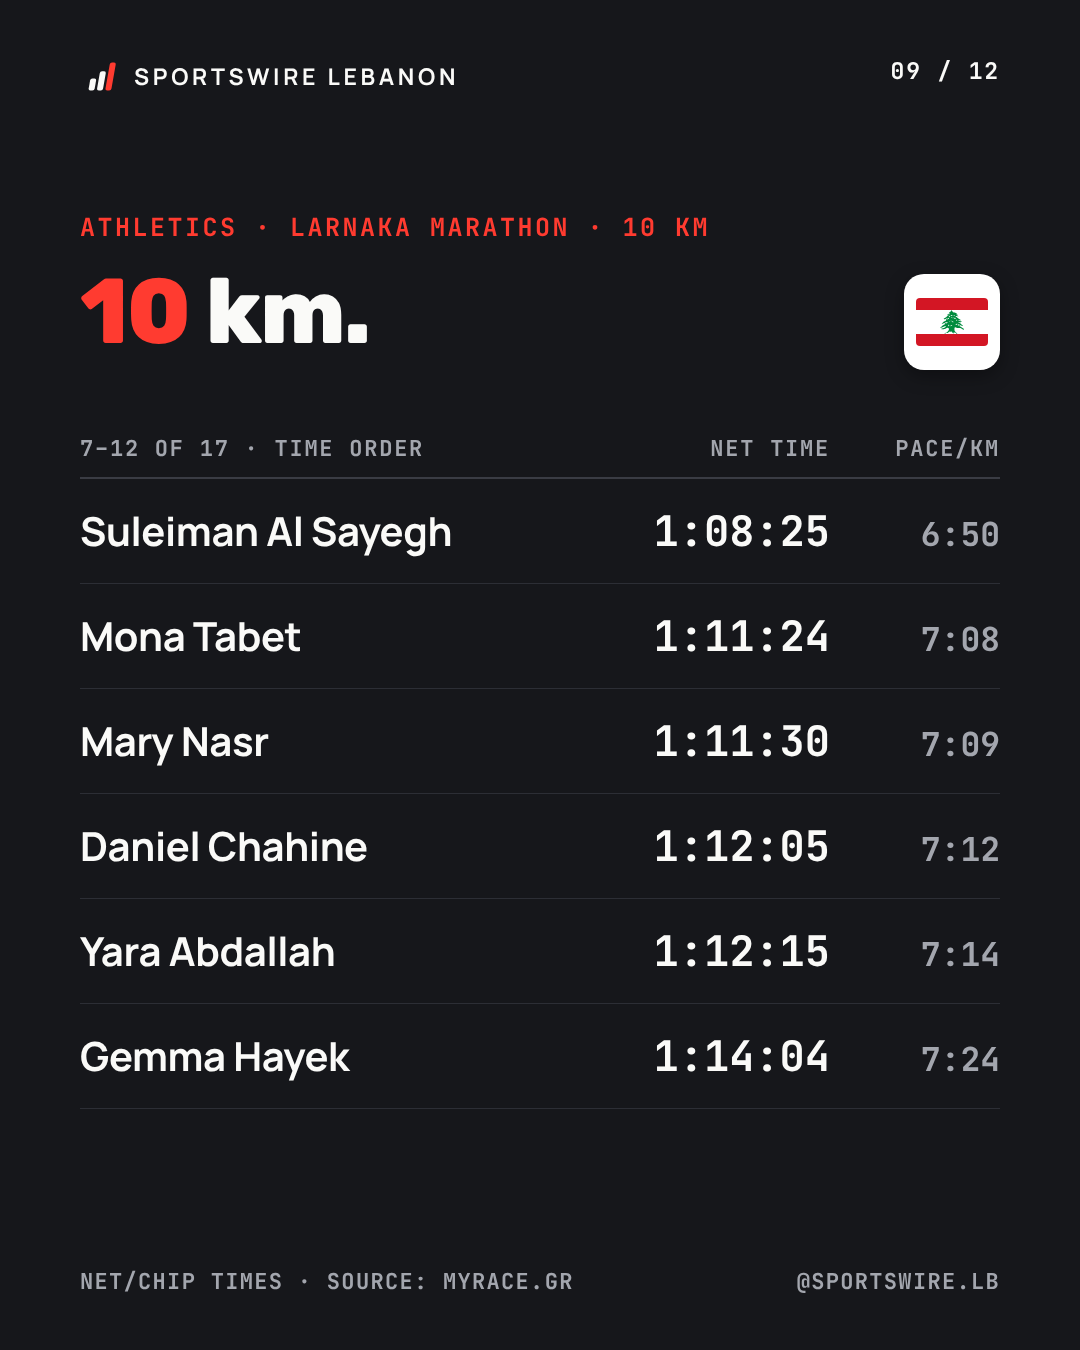 SPORTSWIRE LEBANON
09 / 12
ATHLETICS · LARNAKA MARATHON · 10 KM
10 km.
7–12 OF 17 · TIME ORDER NET TIME PACE/KM
Suleiman Al Sayegh 1:08:25 6:50
Mona Tabet 1:11:24 7:08
Mary Nasr 1:11:30 7:09
Daniel Chahine 1:12:05 7:12
Yara Abdallah 1:12:15 7:14
Gemma Hayek 1:14:04 7:24
NET/CHIP TIMES · SOURCE: MYRACE.GR
@SPORTSWIRE.LB